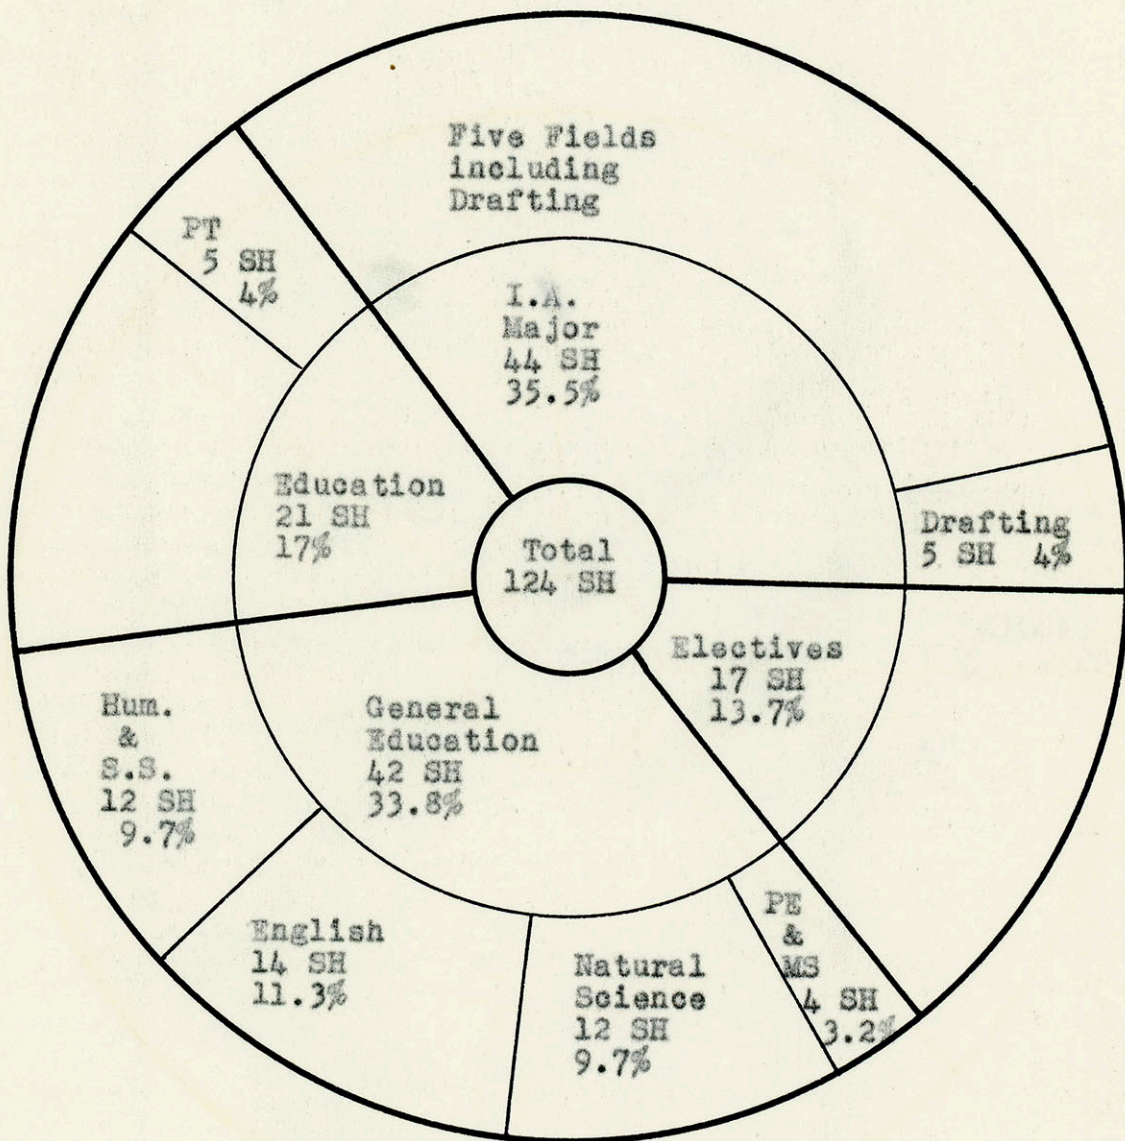 Five Fields
including
Drafting
PT
5 SH
4%
I.A.
Major
44 SH
35.5%
Education
21 SH
17%
Total
124 SH
Drafting
5 SH 4%
Electives
17 SH
13.7%
General
Education
42 SH
33.8%
Hum.
&
S.S.
12 SH
9.7%
English
14 SH
11.3%
Natural
Science
12 SH
9.7%
PE
&
MS
4 SH
3.2%